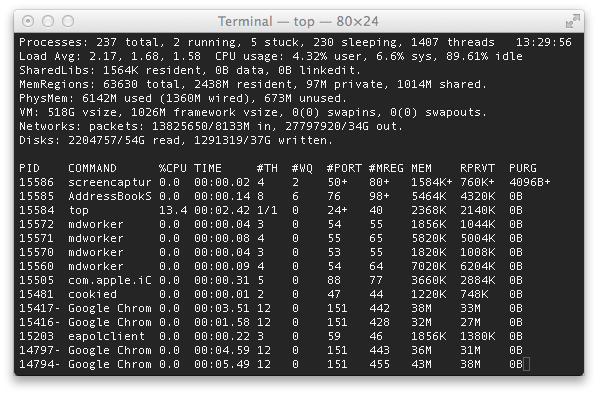 Terminal — top — 80×24
Processes: 237 total, 2 running, 5 stuck, 230 sleeping, 1407 threads   13:29:56
Load Avg: 2.17, 1.68, 1.58  CPU usage: 4.32% user, 6.6% sys, 89.61% idle
SharedLibs: 1564K resident, 0B data, 0B linkedit.
MemRegions: 63630 total, 2438M resident, 97M private, 1014M shared.
PhysMem: 6142M used (1360M wired), 673M unused.
VM: 518G vsize, 1026M framework vsize, 0(0) swapins, 0(0) swapouts.
Networks: packets: 13825650/8133M in, 27797920/34G out.
Disks: 2204757/54G read, 1291319/37G written.
PID    COMMAND      %CPU TIME     #TH  #WQ  #PORT #MREG MEM    RPRVT  PURG
15586  screencaptur 0.0  00:00.02 4    2    50+   80+   1584K+ 760K+  4096B+
15585  AddressBookS 0.0  00:00.14 8    6    76    98+   5464K  4320K  0B
15584  top          13.4 00:02.42 1/1  0    24+   40    2368K  2140K  0B
15572  mdworker     0.0  00:00.04 3    0    54    55    1856K  1044K  0B
15571  mdworker     0.0  00:00.08 4    0    55    65    5820K  5004K  0B
15570  mdworker     0.0  00:00.04 3    0    53    55    1820K  1008K  0B
15560  mdworker     0.0  00:00.09 4    0    54    64    7020K  6204K  0B
15505  com.apple.iC 0.0  00:00.31 5    0    88    77    3660K  2884K  0B
15481  cookied      0.0  00:00.01 2    0    47    44    1220K  748K   0B
15417- Google Chrom 0.0  00:03.51 12   0    151   442   38M    33M    0B
15416- Google Chrom 0.0  00:01.58 12   0    151   428   32M    27M    0B
15203  eapolclient  0.0  00:00.22 3    0    59    46    1856K  1380K  0B
14797- Google Chrom 0.0  00:04.59 12   0    151   443   36M    31M    0B
14794- Google Chrom 0.0  00:05.49 12   0    151   455   43M    38M    0B